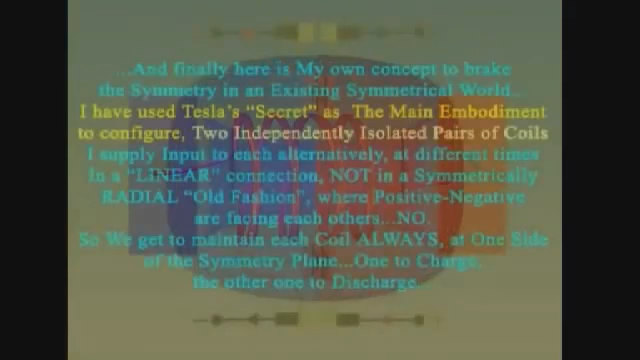 ...And finally here is My own concept to brake
the Symmetry in an Existing Symmetrical World...
I have used Tesla's "Secret" as The Main Embodiment
to configure, Two Independently Isolated Pairs of Coils
I supply Input to each alternatively, at different times
In a "LINEAR" connection, NOT in a Symmetrically
RADIAL "Old Fashion", where Positive-Negative
are facing each others...NO.
So We get to maintain each Coil ALWAYS, at One Side
of the Symmetry Plane...One to Charge,
the other one to Discharge.